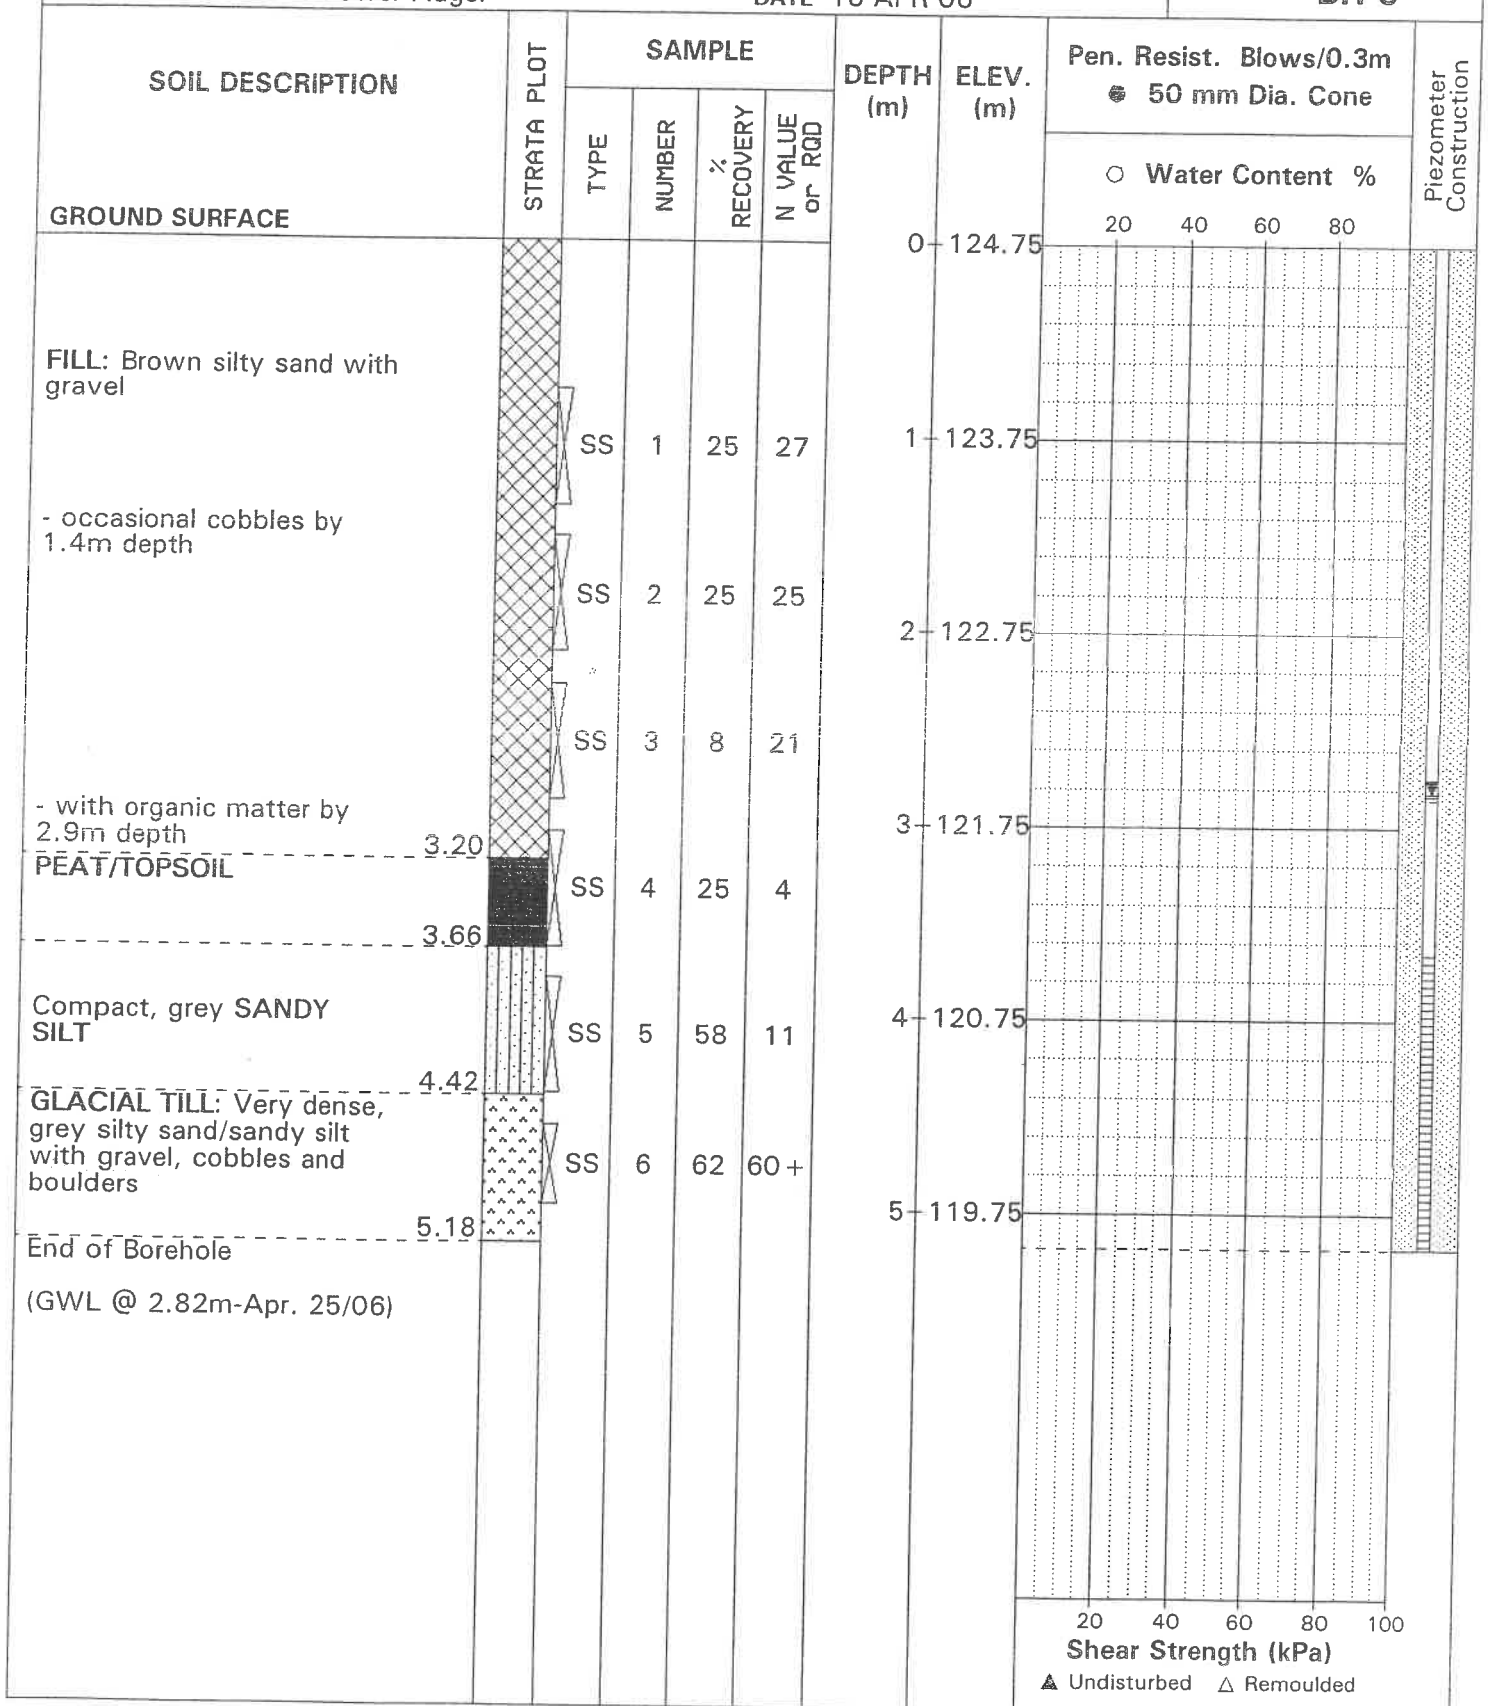 DATE
SOIL DESCRIPTION
GROUND SURFACE
STRATA PLOT
SAMPLE
TYPE
NUMBER
%
RECOVERY
N VALUE
or RQD
DEPTH
(m)
ELEV.
(m)
Pen. Resist. Blows/0.3m
50 mm Dia. Cone
○ Water Content %
20 40 60 80
Piezometer
Construction
0 124.75
FILL: Brown silty sand with
gravel
SS 1 25 27
1 123.75
- occasional cobbles by
1.4m depth
SS 2 25 25
2 122.75
SS 3 8 21
- with organic matter by
2.9m depth
3.20
3 121.75
PEAT/TOPSOIL
SS 4 25 4
3.66
Compact, grey SANDY
SILT
SS 5 58 11
4 120.75
4.42
GLACIAL TILL: Very dense,
grey silty sand/sandy silt
with gravel, cobbles and
boulders
SS 6 62 60+
5 119.75
5.18
End of Borehole
(GWL @ 2.82m-Apr. 25/06)
20 40 60 80 100
Shear Strength (kPa)
▲ Undisturbed △ Remoulded